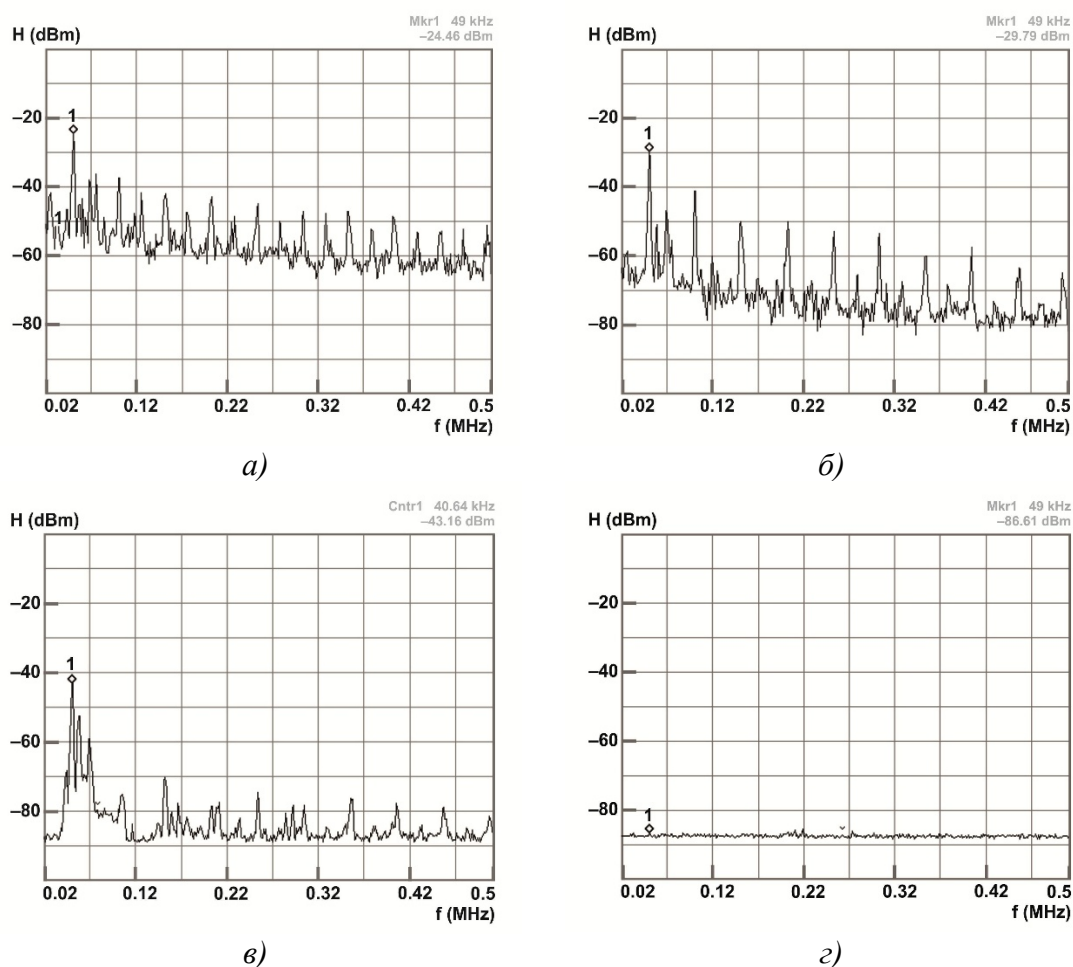 Mkr1 49 kHz
–24.46 dBm
H (dBm)
–20
–40
–60
–80
1
1
0.02 0.12 0.22 0.32 0.42 0.5
f (MHz)
а)
Mkr1 49 kHz
–29.79 dBm
H (dBm)
–20
–40
–60
–80
1
0.02 0.12 0.22 0.32 0.42 0.5
f (MHz)
б)
Cntr1 40.64 kHz
–43.16 dBm
H (dBm)
–20
–40
–60
–80
1
0.02 0.12 0.22 0.32 0.42 0.5
f (MHz)
в)
Mkr1 49 kHz
–86.61 dBm
H (dBm)
–20
–40
–60
–80
1
0.02 0.12 0.22 0.32 0.42 0.5
f (MHz)
г)